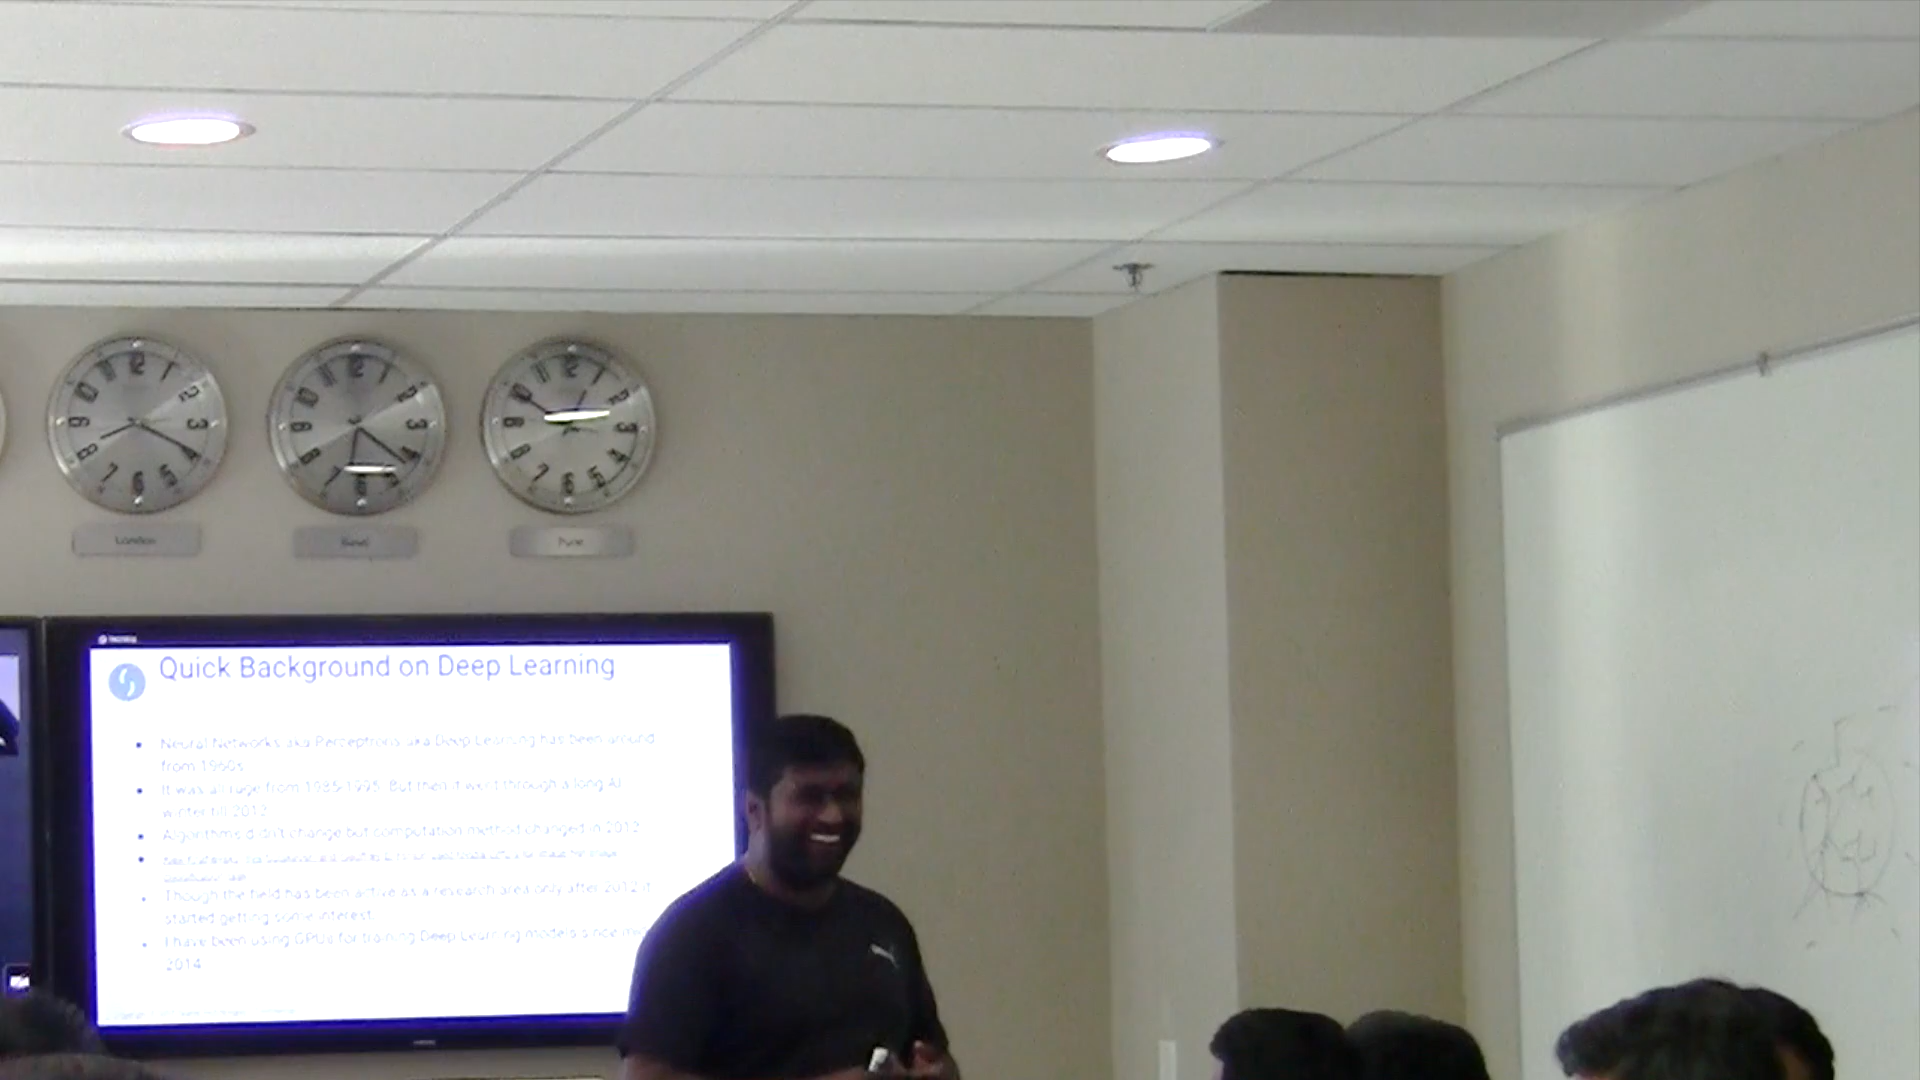 London
Pune
Quick Background on Deep Learning
Neural Networks aka Perceptrons aka Deep Learning has been around
from 1960s
It was all rage from 1985-1995. But then it went through a long AI
winter till 2012
Algorithms didn't change but computation method changed in 2012
Though the field has been active as a research area only after 2012 it
started getting some interest.
I have been using GPUs for training Deep Learning models since
2014